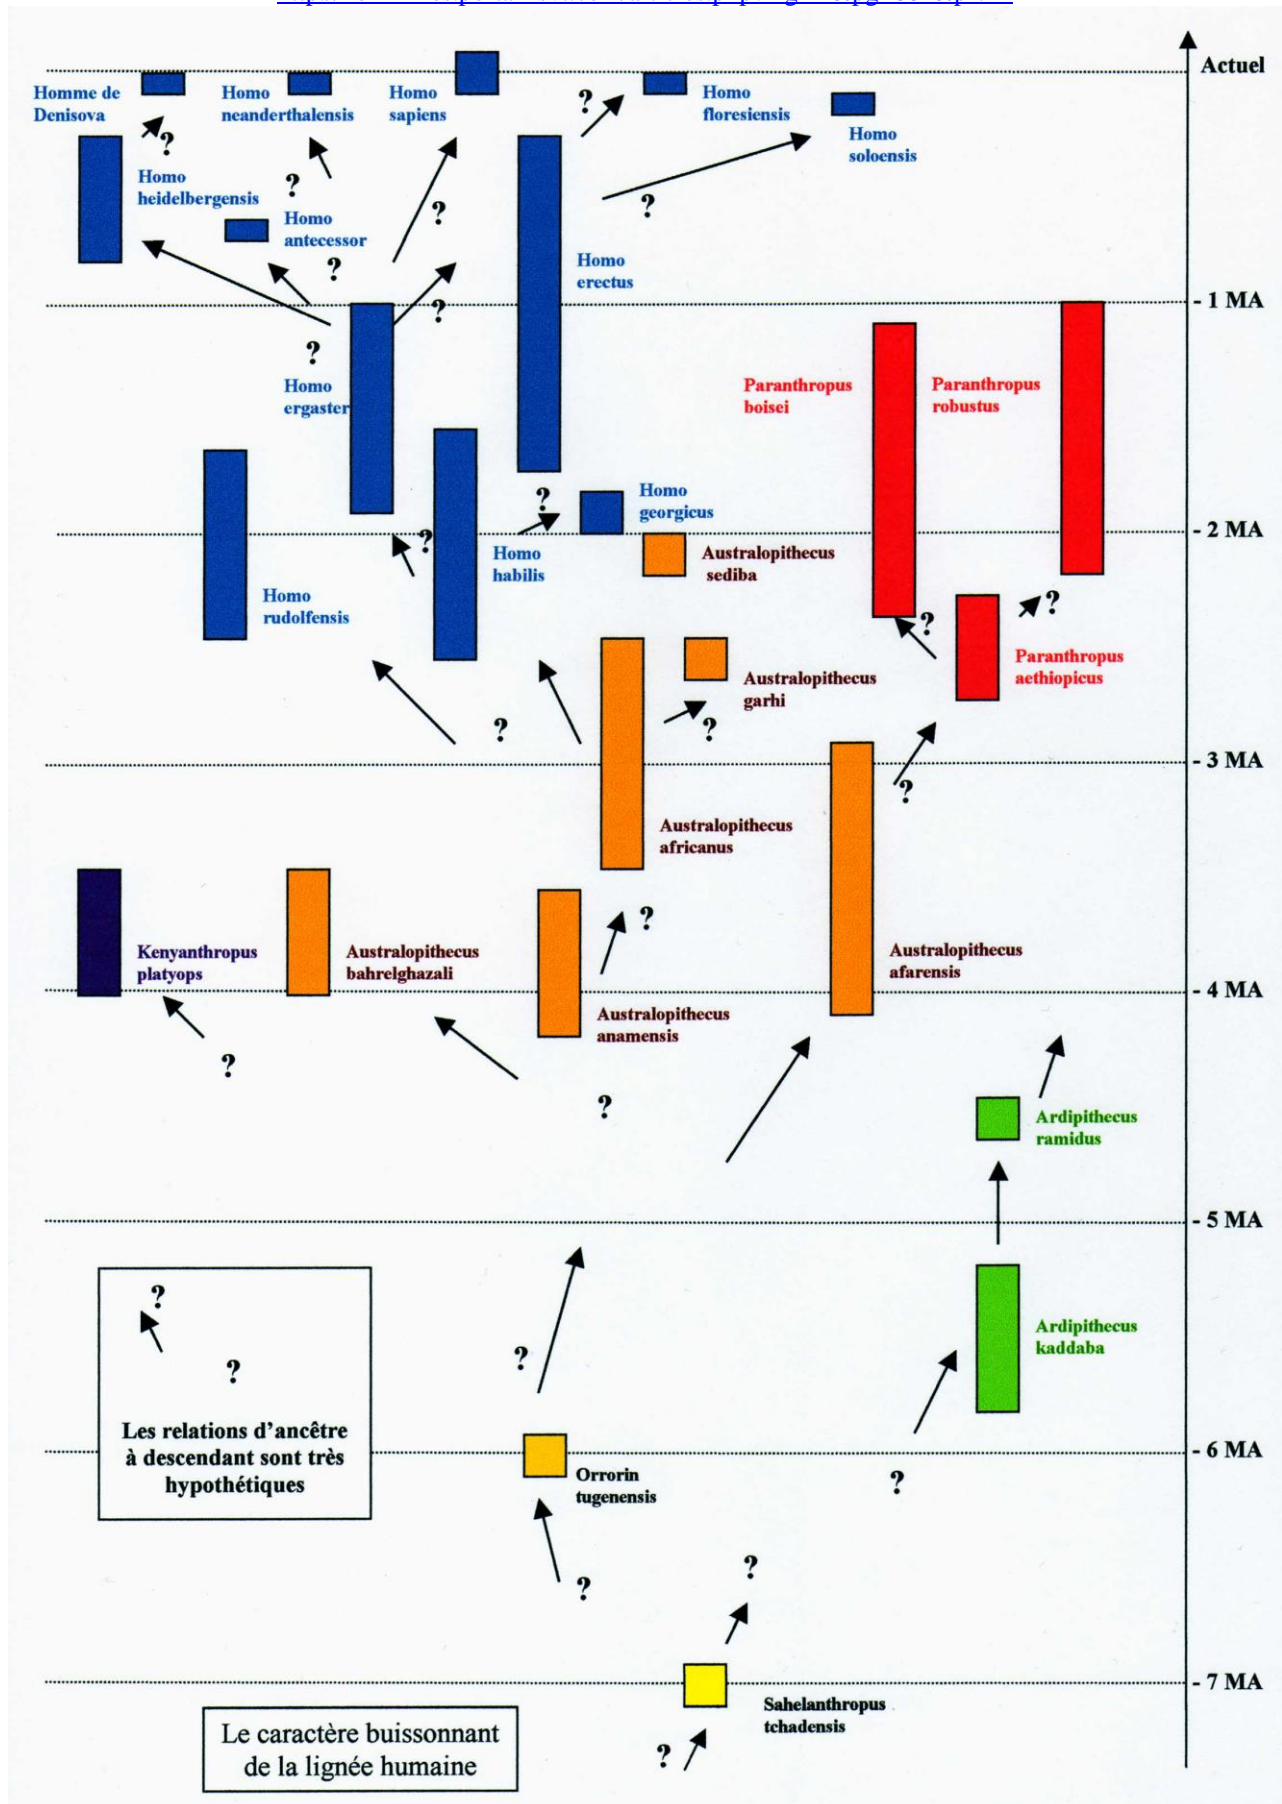 Actuel
Homme de
Denisova
Homo
neanderthalensis
Homo
sapiens
?
Homo
floresiensis
Homo
soloensis
?
Homo
heidelbergensis
?
Homo
antecessor
?
?
?
Homo
erectus
?
- 1 MA
?
Homo
ergaster
Paranthropus
boisei
Paranthropus
robustus
?
Homo
georgicus
- 2 MA
?
Homo
habilis
Australopithecus
sediba
Homo
rudolfensis
?
?
Paranthropus
aethiopicus
Australopithecus
garhi
?
?
- 3 MA
?
Australopithecus
africanus
?
Kenyanthropus
platyops
Australopithecus
bahrelghazali
Australopithecus
afarensis
- 4 MA
Australopithecus
anamensis
?
?
Ardipithecus
ramidus
- 5 MA
?
?
Les relations d’ancêtre
à descendant sont très
hypothétiques
?
Ardipithecus
kaddaba
- 6 MA
Orrorin
tugenensis
?
?
?
- 7 MA
Sahelanthropus
tchadensis
?
Le caractère buissonnant
de la lignée humaine